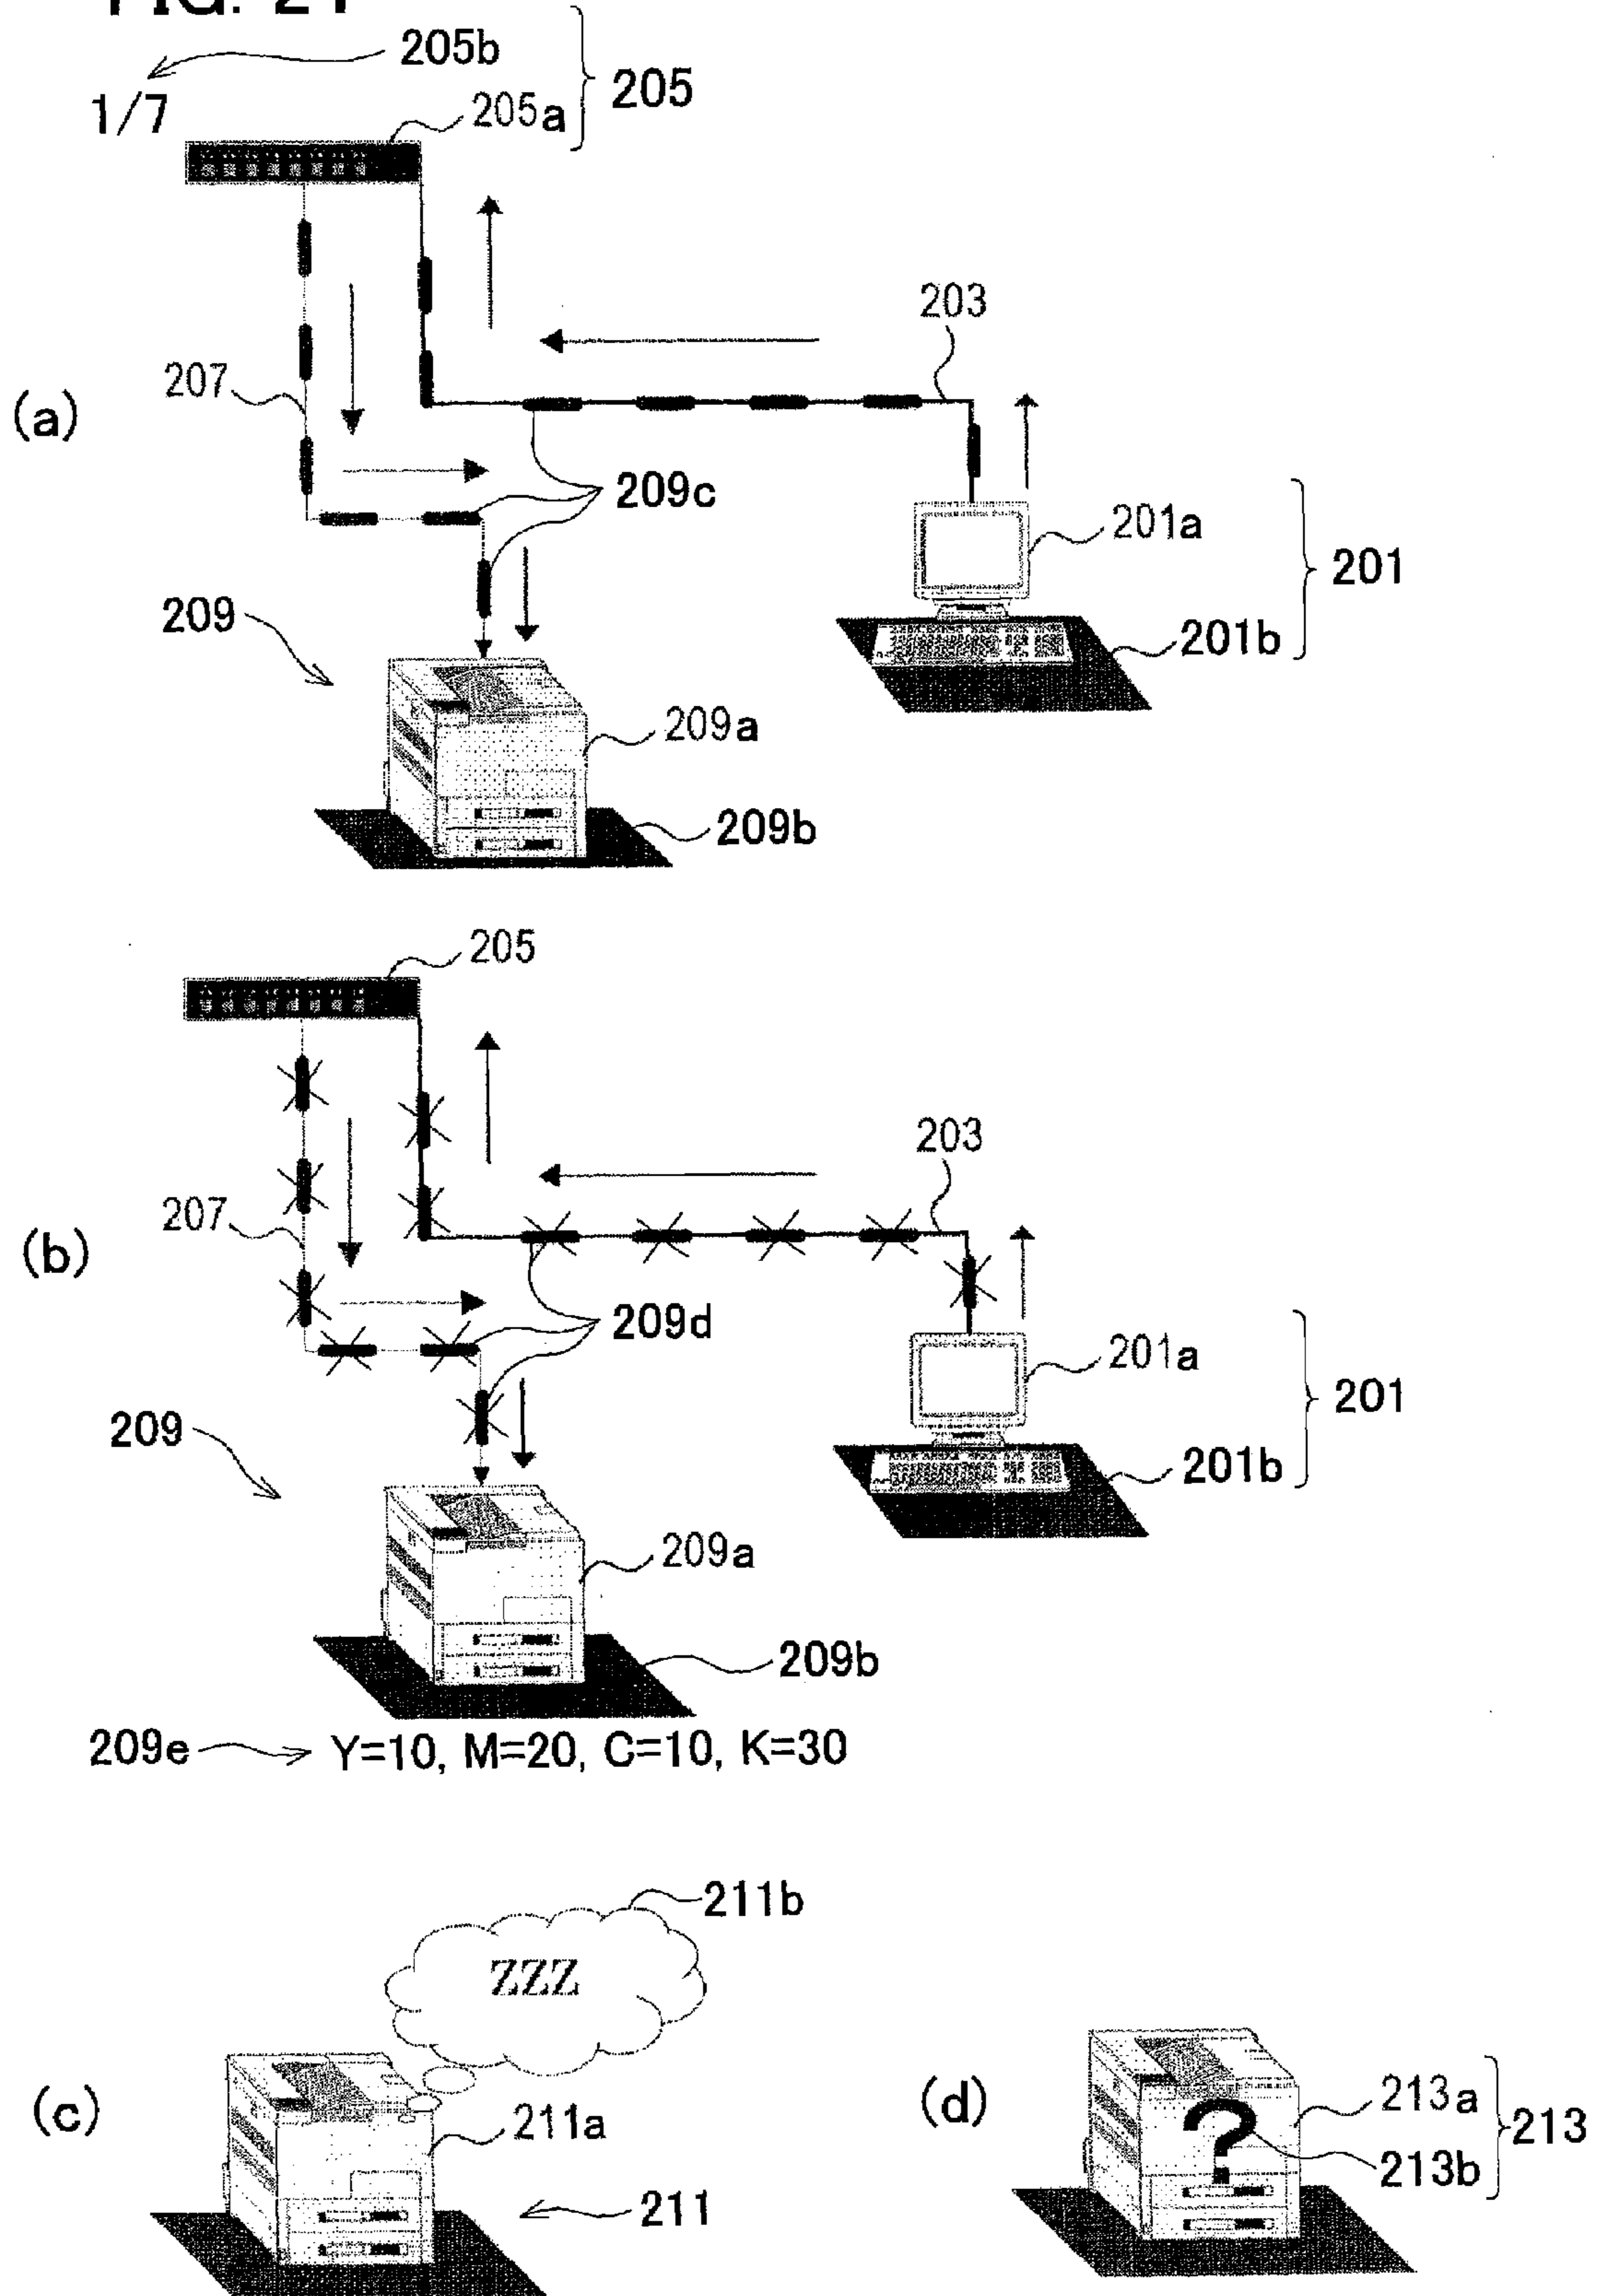 FIG. 21
205b
205
1/7
205a
203
207
(a)
209c
201a
201
209
201b
209a
209b
205
203
207
(b)
209d
201a
201
209
201b
209a
209b
209e
Y=10, M=20, C=10, K=30
211b
ZZZ
(c)
(d)
213a
211a
213
?
213b
211